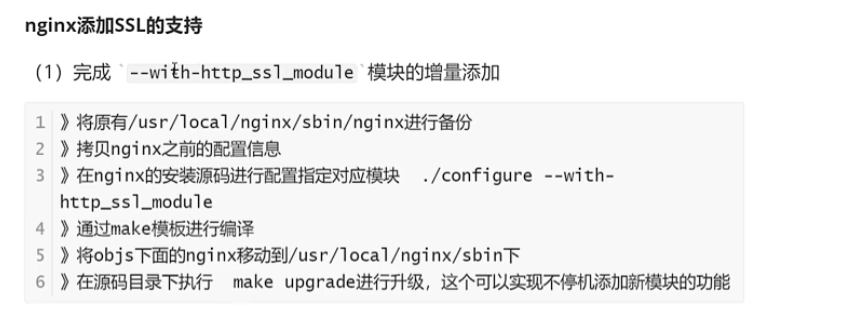 nginx添加SSL的支持
（1）完成 `--with-http_ssl_module`模块的增量添加
1 》将原有/usr/local/nginx/sbin/nginx进行备份
2 》拷贝nginx之前的配置信息
3 》在nginx的安装源码进行配置指定对应模块 ./configure --with-
http_ssl_module
4 》通过make模板进行编译
5 》将objs下面的nginx移动到/usr/local/nginx/sbin下
6 》在源码目录下执行 make upgrade进行升级，这个可以实现不停机添加新模块的功能